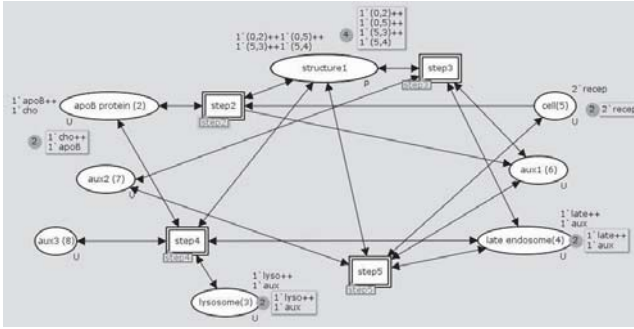 1`(0,2)++
1`(0,5)++
1`(5,3)++
1`(5,4)
4
1`(0,2)++1`(0,5)++
1`(5,3)++1`(5,4)
structure1
P
step3
step3
1`apoB++
1`cho
apoB protein (2)
U
step2
step2
cell(5)
U
2`recep
2
2`recep
2
1`cho++
1`apoB
aux1 (6)
U
aux2 (7)
U
aux3 (8)
U
step4
step4
late endosome(4)
U
1`late++
1`aux
2
1`late++
1`aux
step5
step5
lysosome(3)
U
1`lyso++
1`aux
2
1`lyso++
1`aux